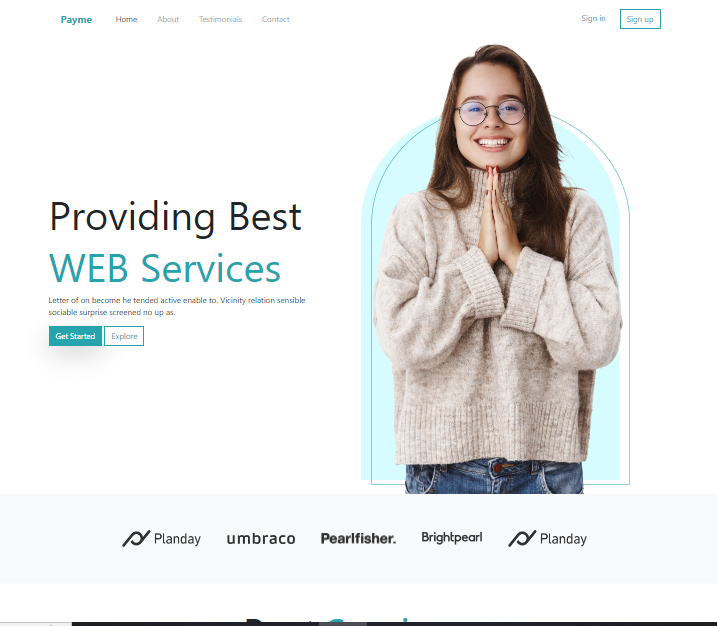 Payme Home About Testimonials Contact Sign in Sign up
Providing Best
WEB Services
Letter of on become he tended active enable to. Vicinity relation sensible
sociable surprise screened no up as.
Get Started Explore
Planday umbraco Pearlfisher. Brightpearl Planday